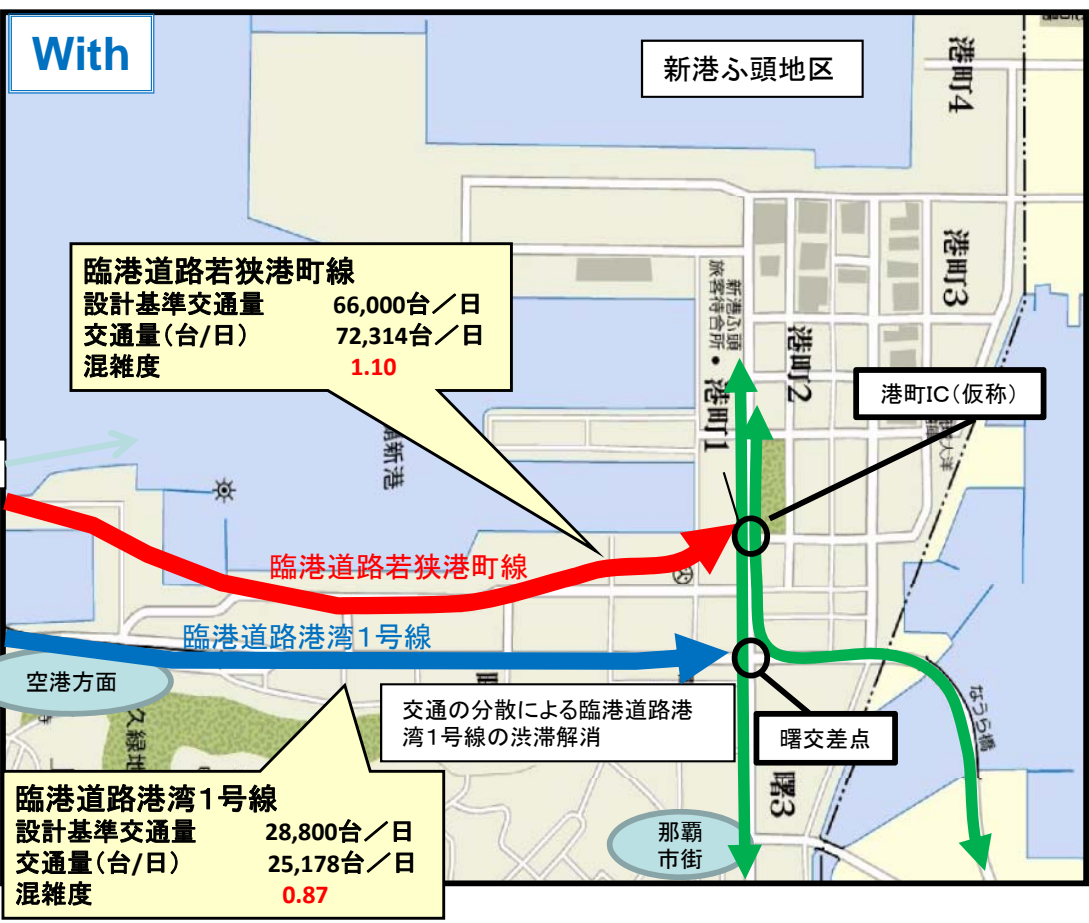 With
新港ふ頭地区
港町4
港町3
臨港道路若狭港町線
設計基準交通量 66,000台／日
交通量(台/日) 72,314台／日
混雑度 1.10
新港ふ頭
旅客待合所
港町2
港町1
港町IC(仮称)
新港
臨港道路若狭港町線
臨港道路港湾1号線
空港方面
交通の分散による臨港道路港
湾1号線の渋滞解消
曙交差点
なうら橋
久緑地
臨港道路港湾1号線
設計基準交通量 28,800台／日
交通量(台/日) 25,178台／日
混雑度 0.87
曙3
那覇
市街